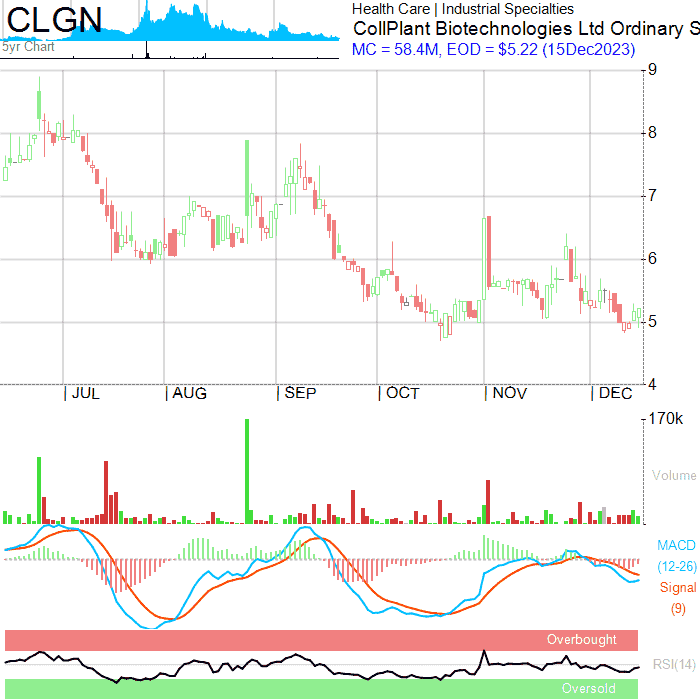 CLGN
5yr Chart
Health Care | Industrial Specialties
CollPlant Biotechnologies Ltd Ordinary S
MC = 58.4M, EOD = $5.22 (15Dec2023)
9
8
7
6
5
4
JUL AUG SEP OCT NOV DEC
170k
Volume
MACD
(12-26)
Signal
(9)
Overbought
RSI(14)
Oversold